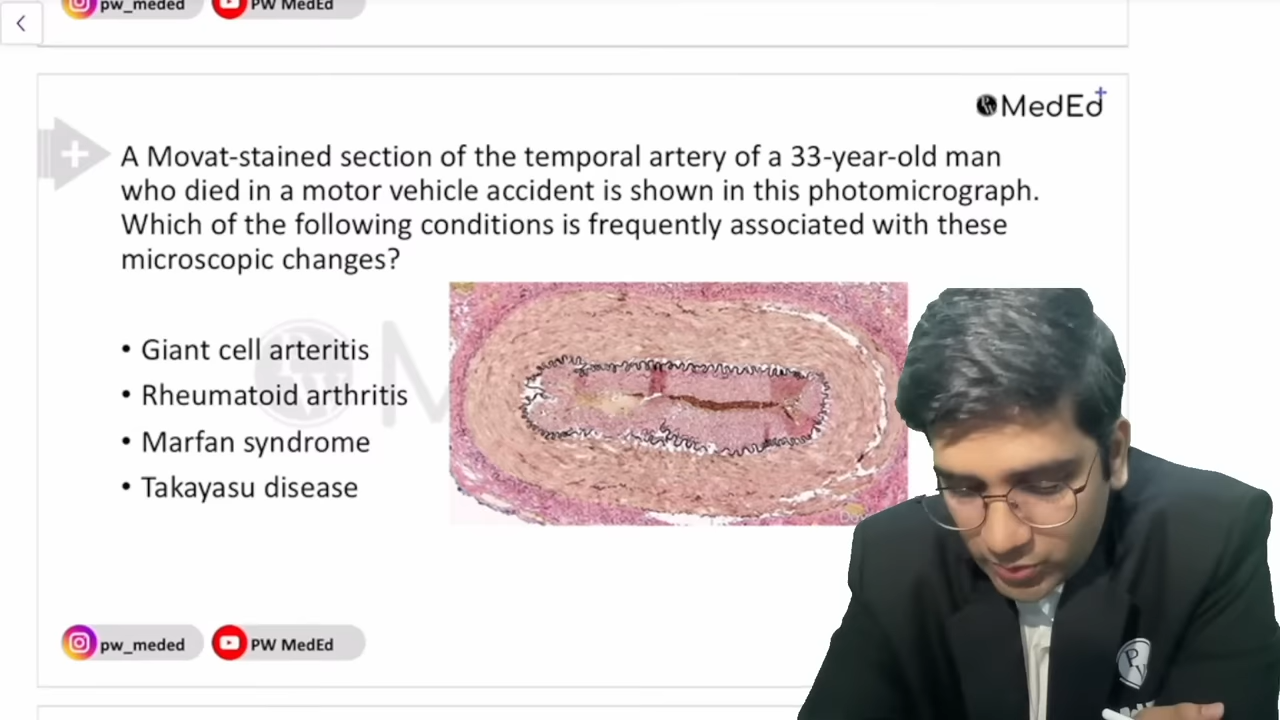 pw_meded
PW MedEd
MedEd+
A Movat-stained section of the temporal artery of a 33-year-old man
who died in a motor vehicle accident is shown in this photomicrograph.
Which of the following conditions is frequently associated with these
microscopic changes?
• Giant cell arteritis
• Rheumatoid arthritis
• Marfan syndrome
• Takayasu disease
pw_meded
PW MedEd